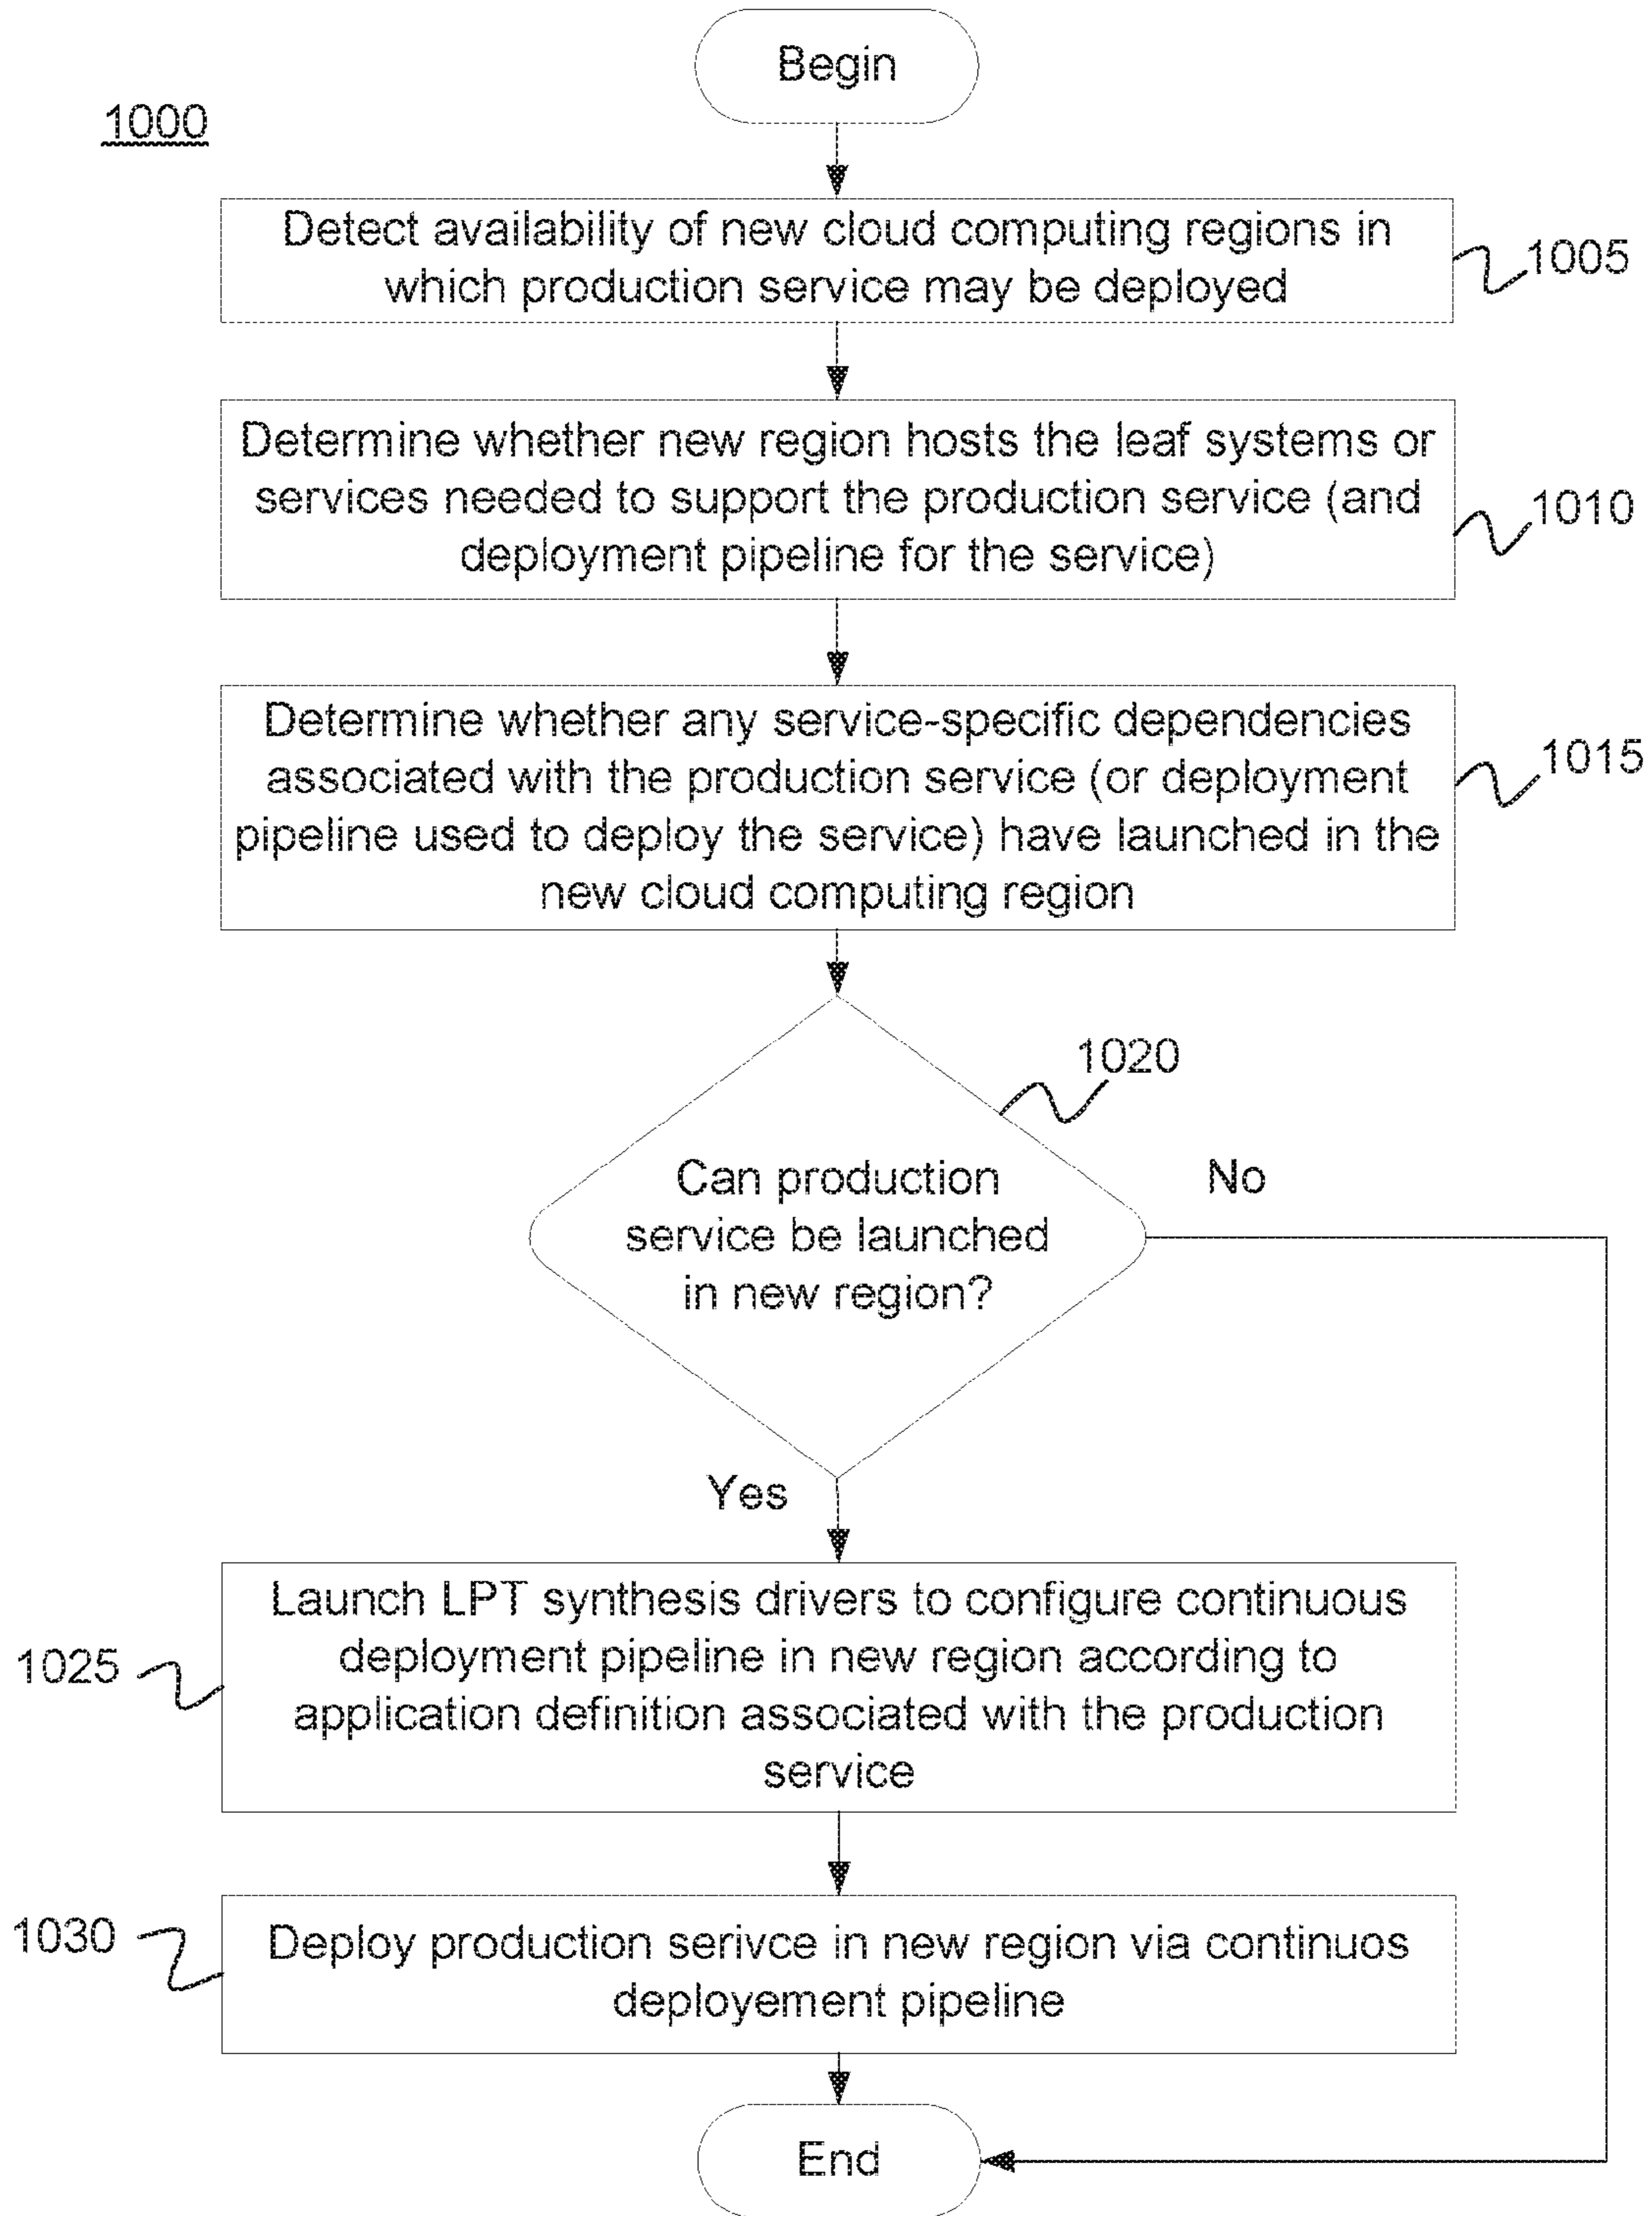 Begin
1000
Detect availability of new cloud computing regions in
which production service may be deployed
1005
Determine whether new region hosts the leaf systems or
services needed to support the production service (and
deployment pipeline for the service)
1010
Determine whether any service-specific dependencies
associated with the production service (or deployment
pipeline used to deploy the service) have launched in the
new cloud computing region
1015
1020
Can production
service be launched
in new region?
No
Yes
Launch LPT synthesis drivers to configure continuous
deployment pipeline in new region according to
application definition associated with the production
service
1025
Deploy production serivce in new region via continuos
deployement pipeline
1030
End